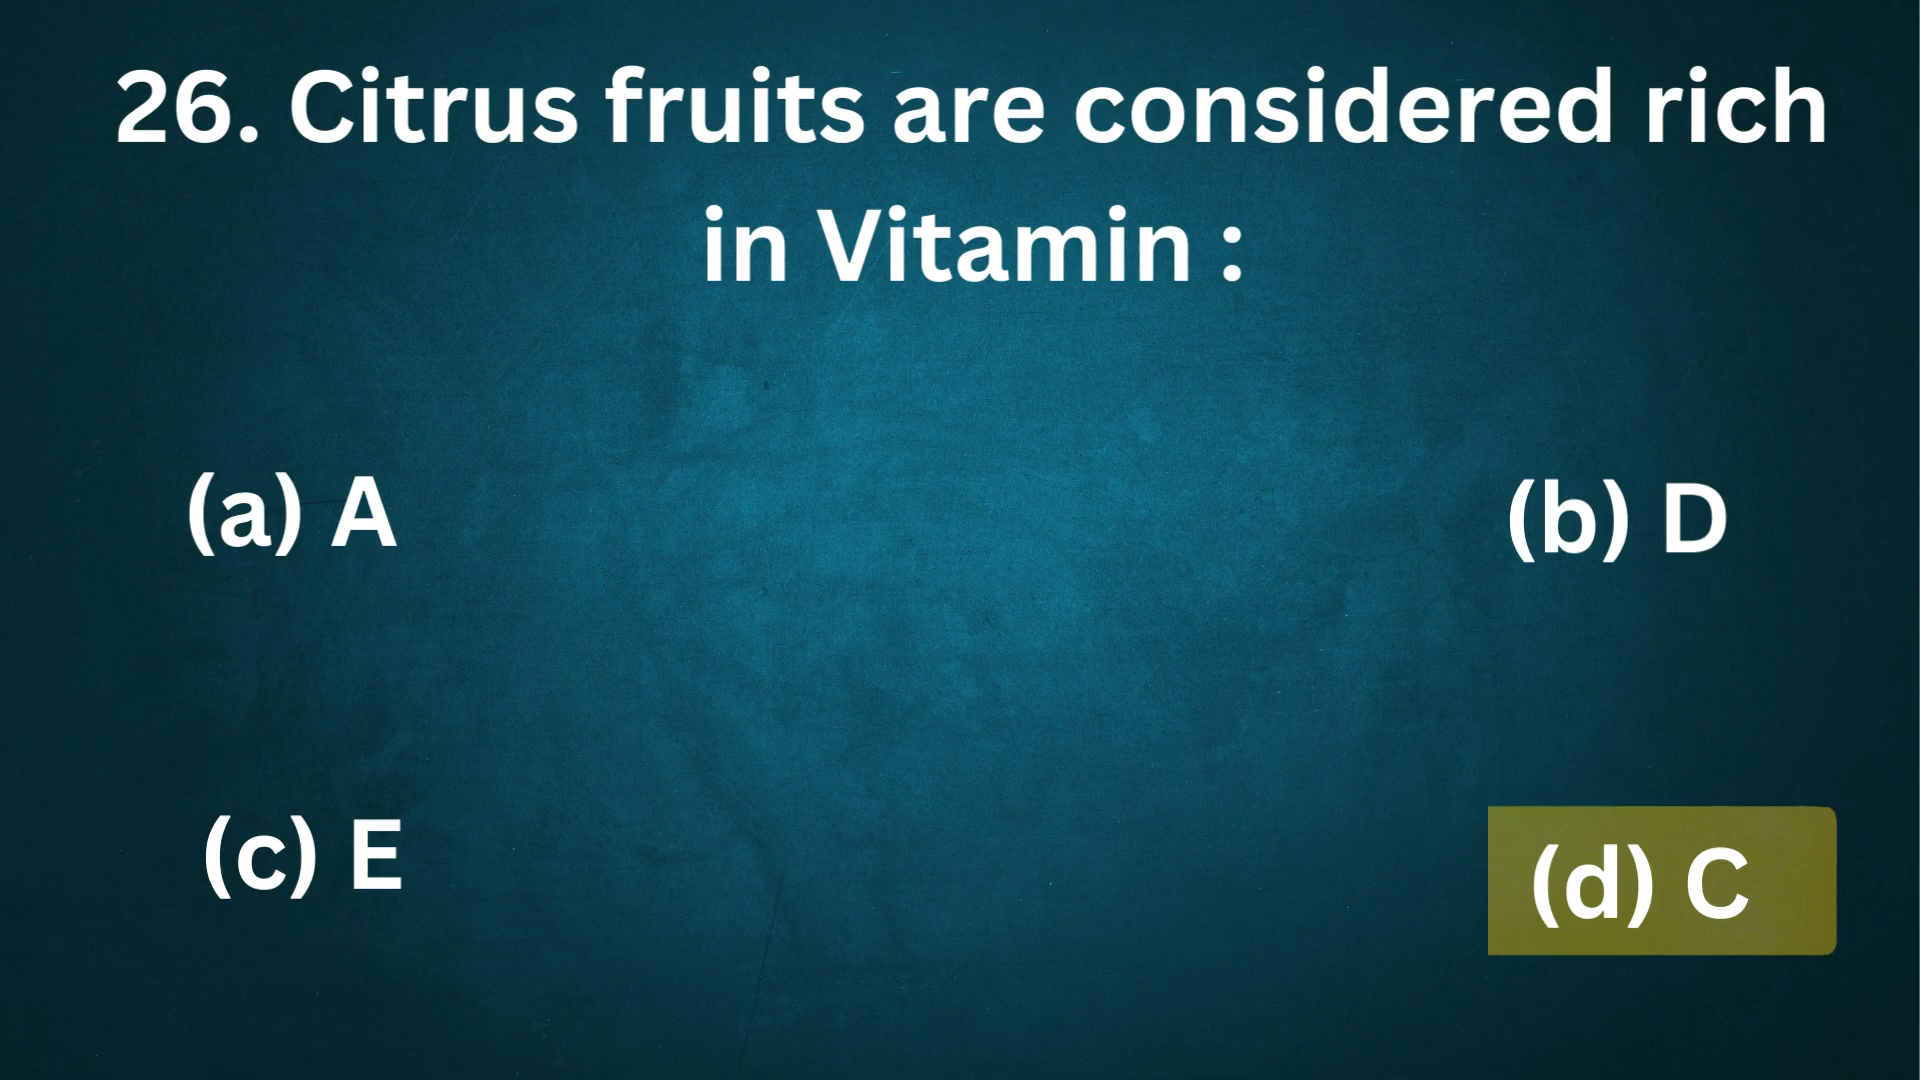 26. Citrus fruits are considered rich
in Vitamin :
(a) A
(b) D
(c) E
(d) C